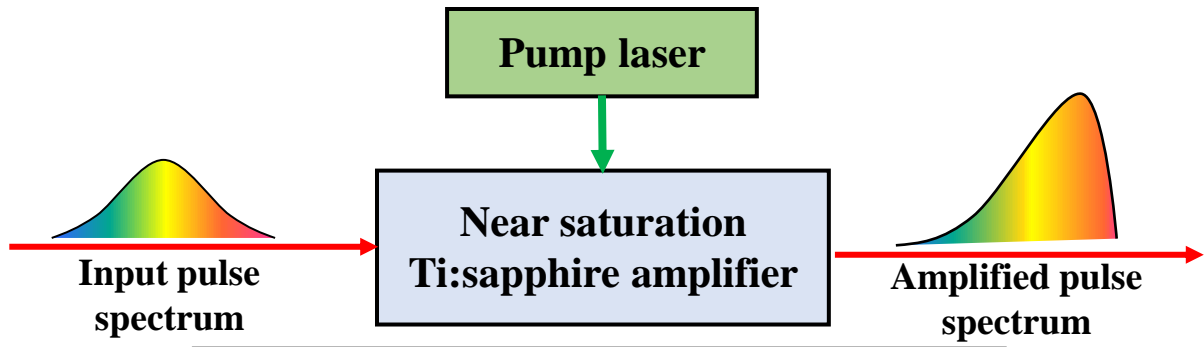 Pump laser
Near saturation
Ti:sapphire amplifier
Input pulse
spectrum
Amplified pulse
spectrum